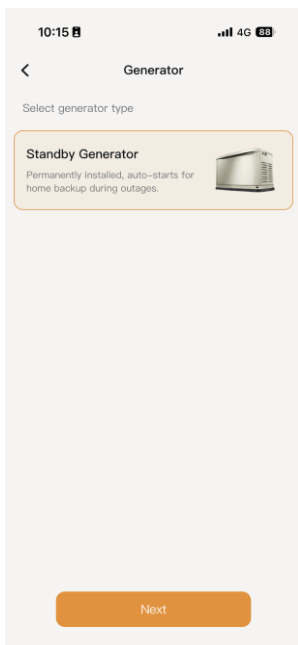 10:15 4G 88
Generator
Select generator type
Standby Generator
Permanently installed, auto-starts for
home backup during outages.
Next